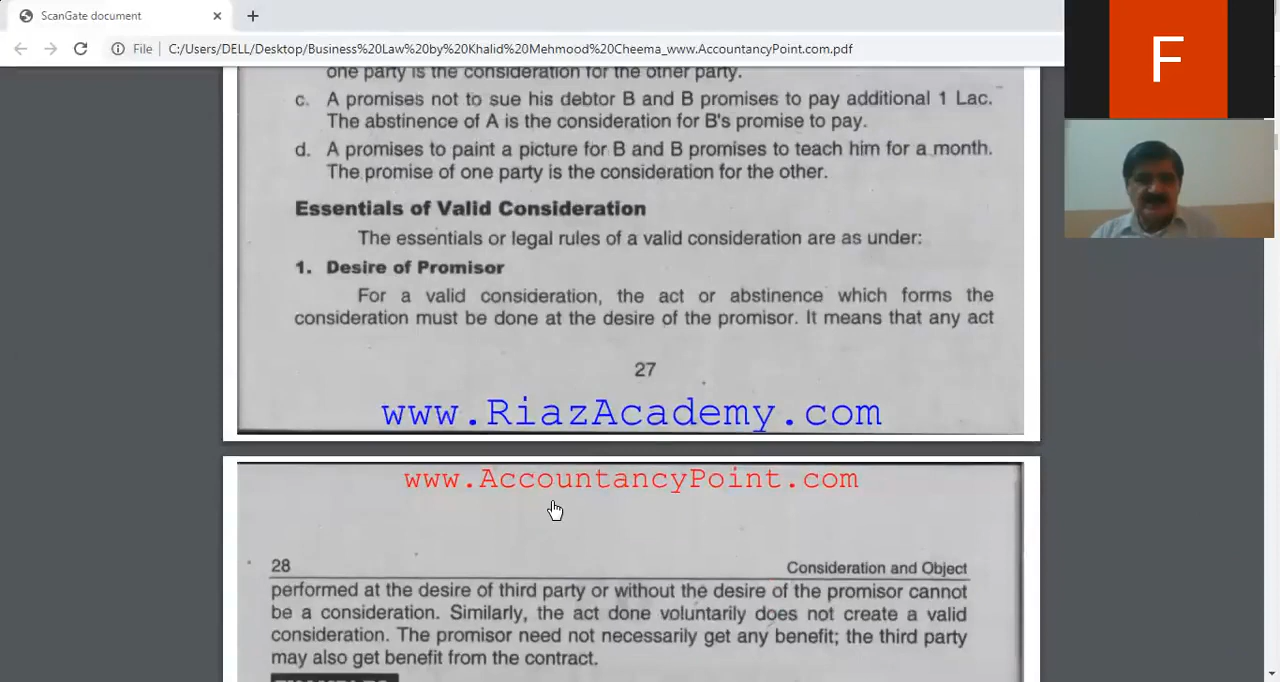 ScanGate document
File
C:/Users/DELL/Desktop/Business%20Law%20by%20Khalid%20Mehmood%20Cheema_www.AccountancyPoint.com.pdf
F
one party is the consideration for the other party.
c. A promises not to sue his debtor B and B promises to pay additional 1 Lac.
The abstinence of A is the consideration for B's promise to pay.
d. A promises to paint a picture for B and B promises to teach him for a month.
The promise of one party is the consideration for the other.
Essentials of Valid Consideration
The essentials or legal rules of a valid consideration are as under:
1. Desire of Promisor
For a valid consideration, the act or abstinence which forms the
consideration must be done at the desire of the promisor. It means that any act
27
www.RiazAcademy.com
www.AccountancyPoint.com
28 Consideration and Object
performed at the desire of third party or without the desire of the promisor cannot
be a consideration. Similarly, the act done voluntarily does not create a valid
consideration. The promisor need not necessarily get any benefit; the third party
may also get benefit from the contract.